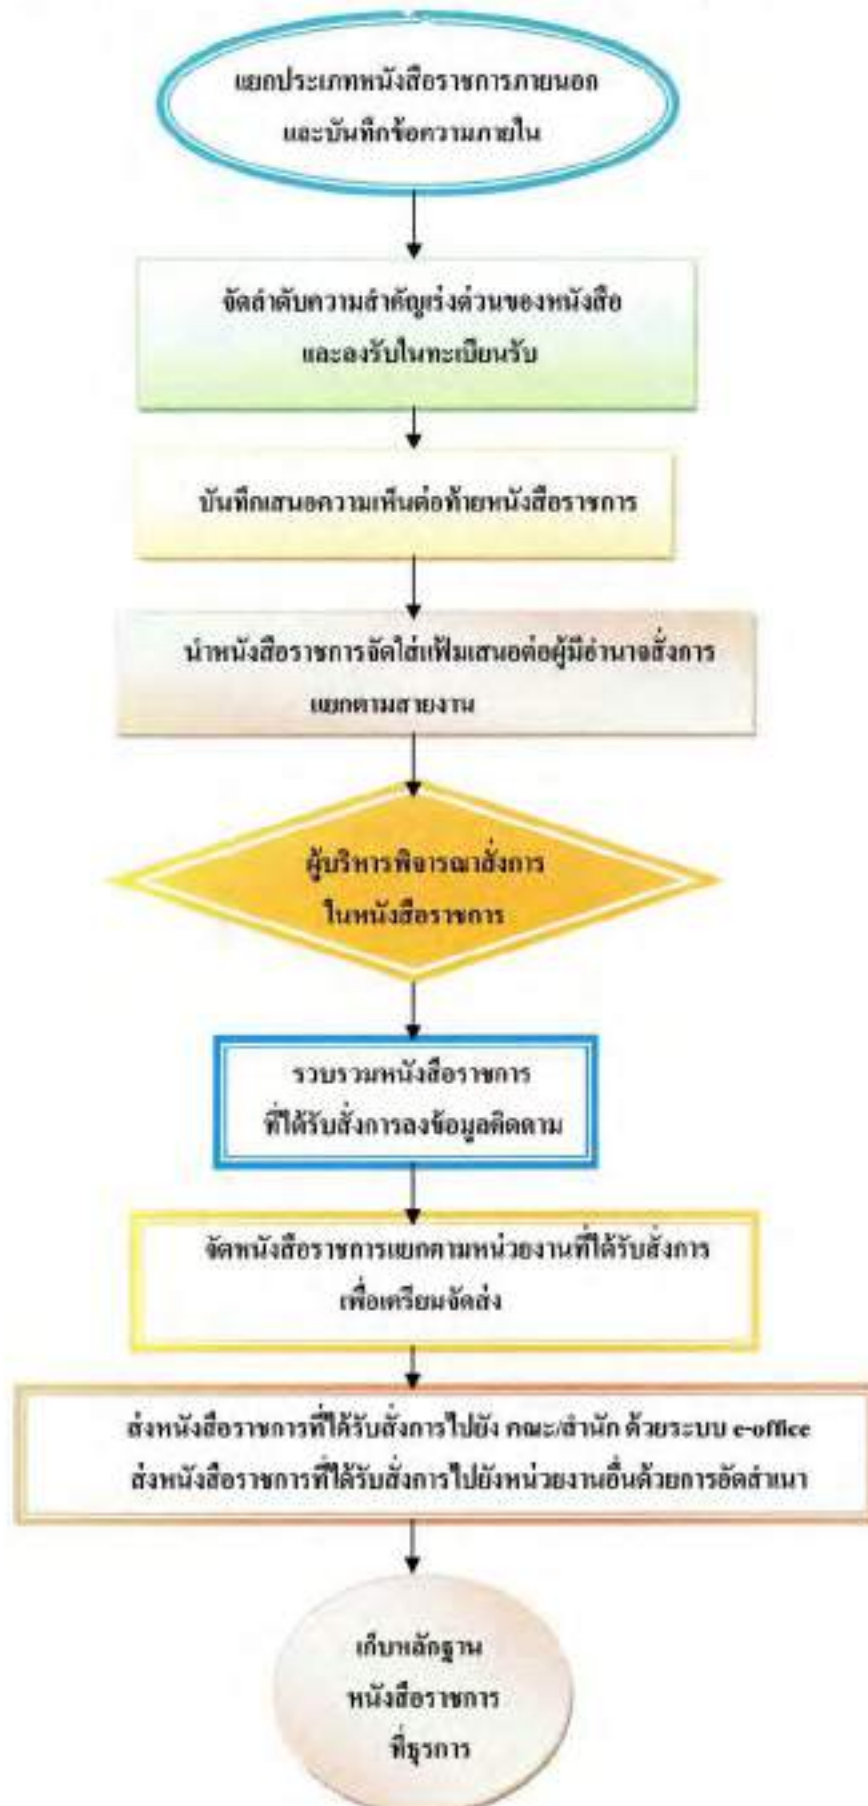 แยกประเภทหนังสือราชการภายนอก
และบันทึกข้อความภายใน
จัดลำดับความสำคัญเร่งด่วนของหนังสือ
และลงรับในทะเบียนรับ
บันทึกเสนอความเห็นต่อท้ายหนังสือราชการ
นำหนังสือราชการจัดใส่แฟ้มเสนอต่อผู้มีอำนาจสั่งการ
แยกตามสายงาน
ผู้บริหารพิจารณาสั่งการ
ในหนังสือราชการ
รวบรวมหนังสือราชการ
ที่ได้รับสั่งการลงข้อมูลติดตาม
จัดหนังสือราชการแยกตามหน่วยงานที่ได้รับสั่งการ
เพื่อเตรียมจัดส่ง
ส่งหนังสือราชการที่ได้รับสั่งการไปยัง คณะ/สำนัก ด้วยระบบ e-office
ส่งหนังสือราชการที่ได้รับสั่งการไปยังหน่วยงานอื่นด้วยการอัดสำเนา
เก็บหลักฐาน
หนังสือราชการ
ที่ธุรการ